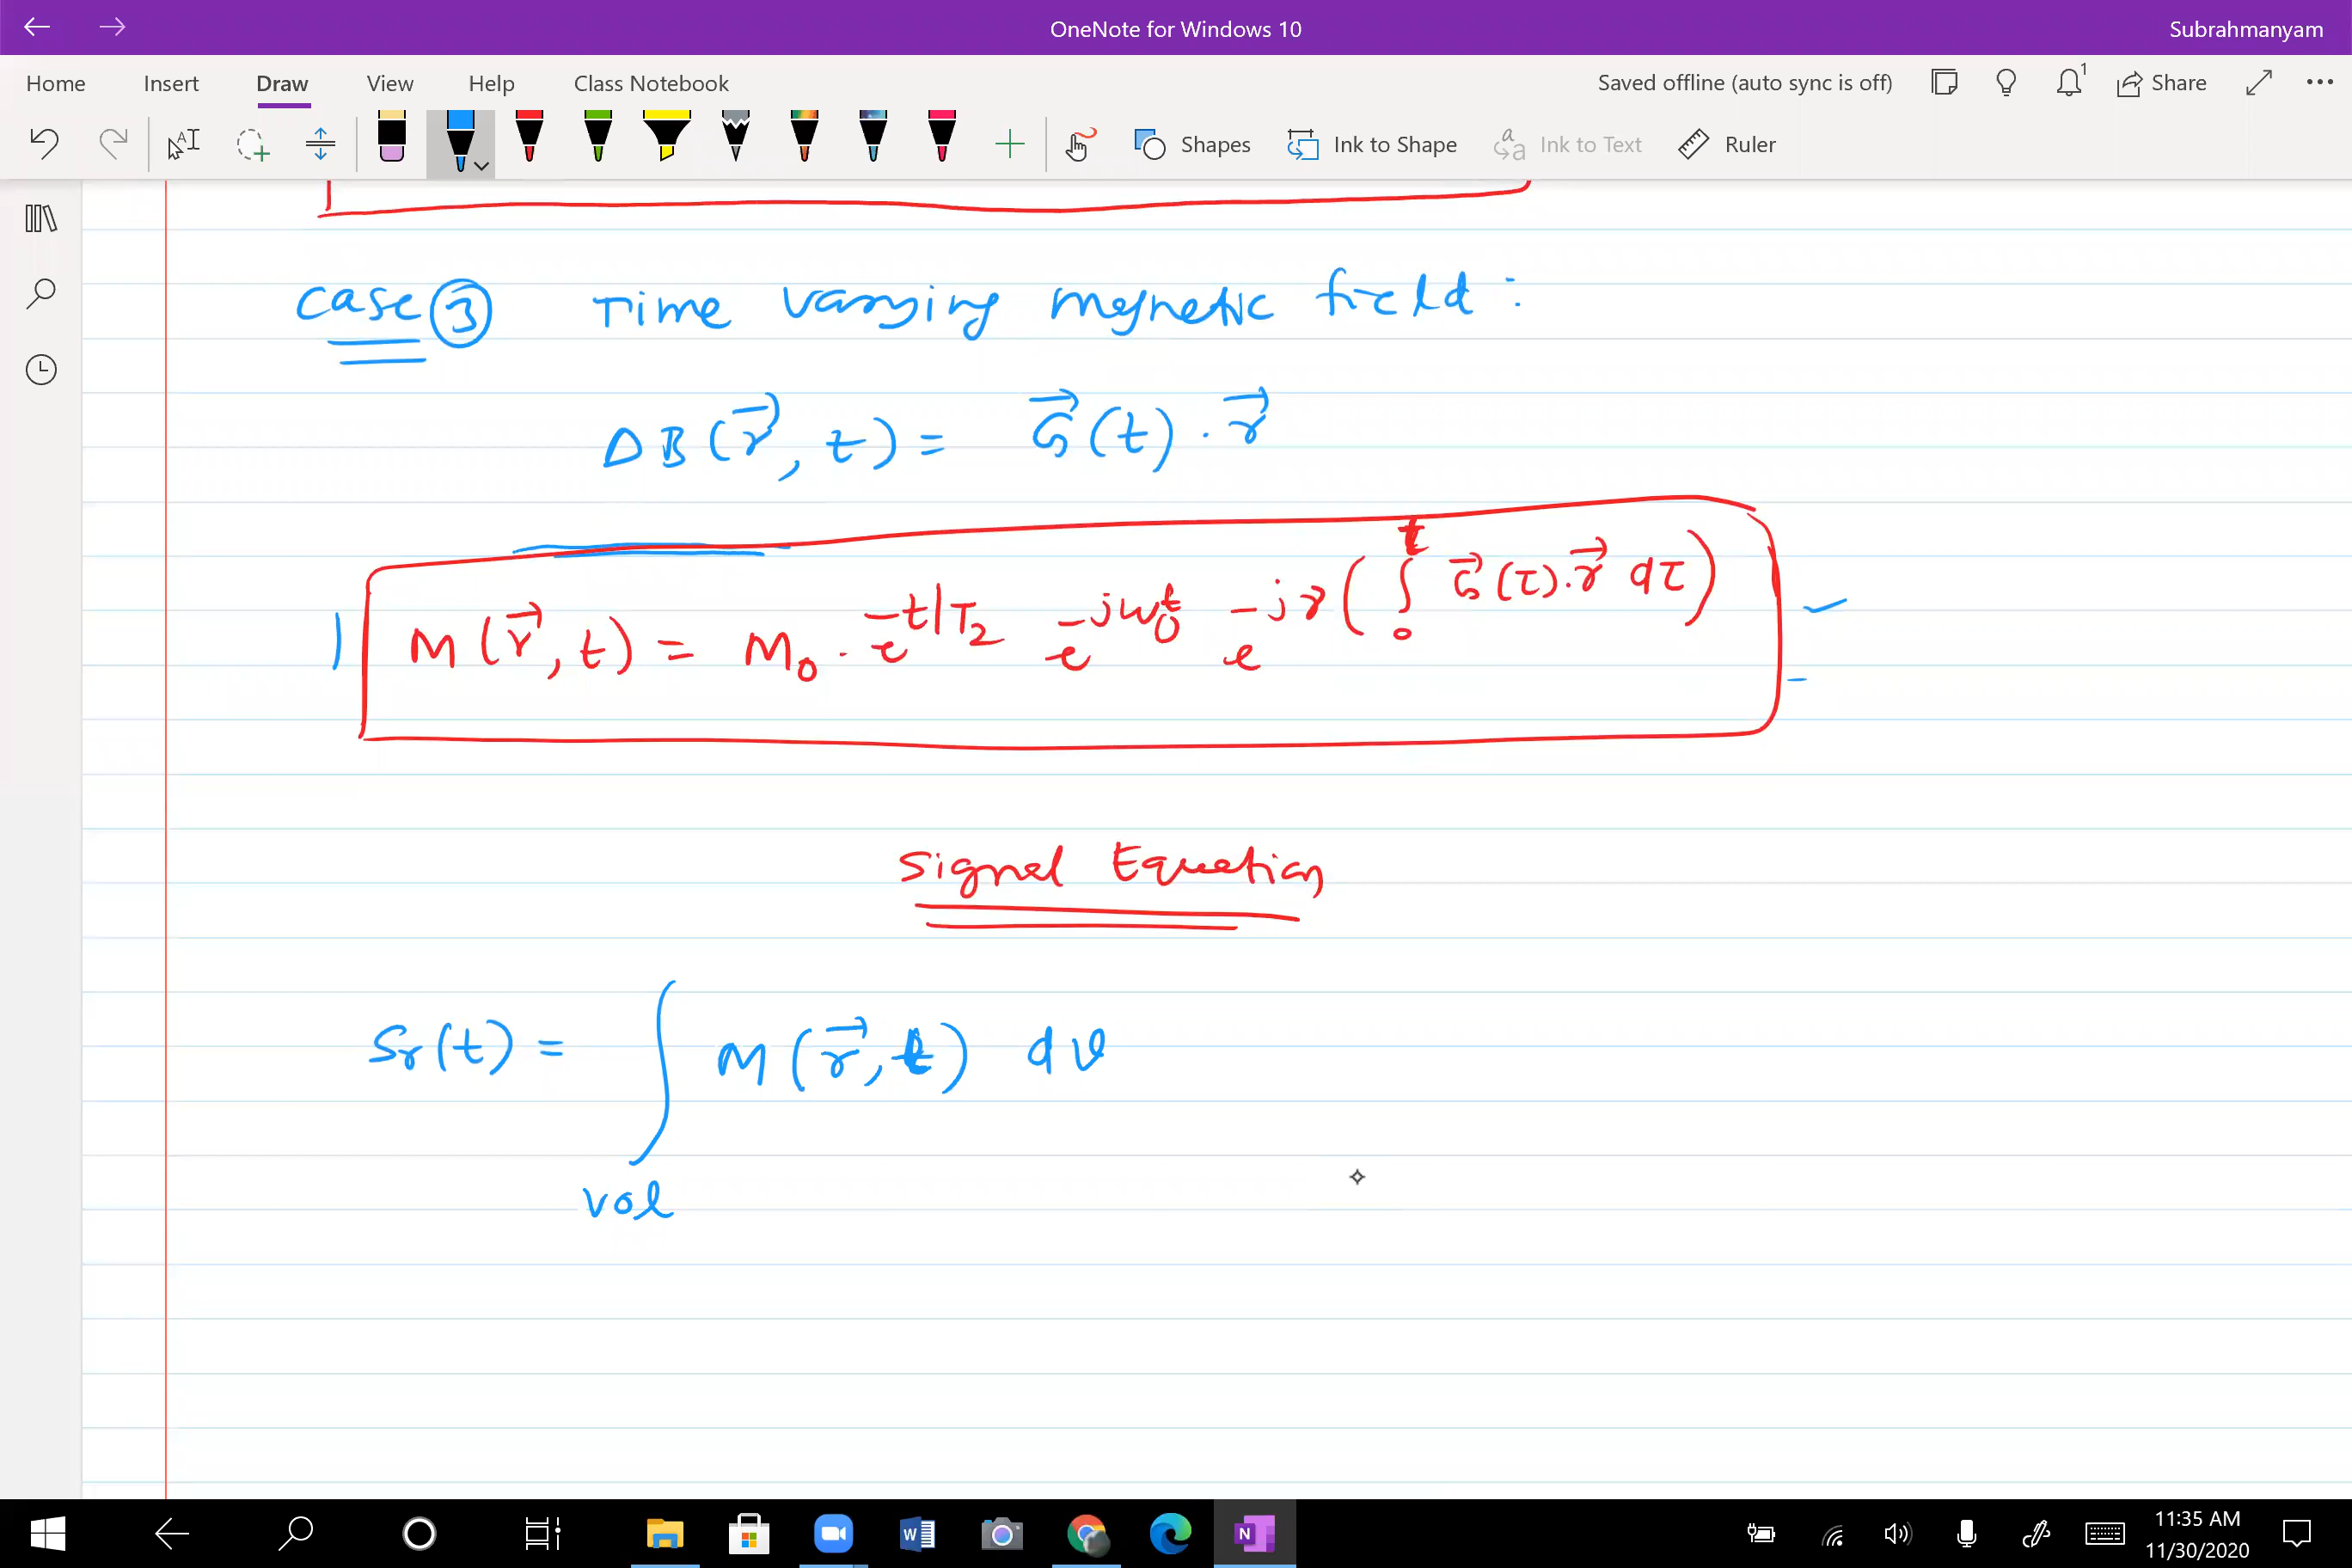 OneNote for Windows 10
Subrahmanyam
Home Insert Draw View Help Class Notebook
Saved offline (auto sync is off) 1 Share
Shapes Ink to Shape Ink to Text Ruler
Case ③ Time varying magnetic field :
ΔB(r⃗, t) = G⃗(t) · r⃗
M(r⃗, t) = M₀ · e^{-t|T₂} e^{-jω₀t} e^{-jγ(∫₀ᵗ G⃗(τ)·r⃗ dτ)}
Signal Equation
Sr(t) = ∫_{vol} M(r⃗, t) dv
11:35 AM
11/30/2020